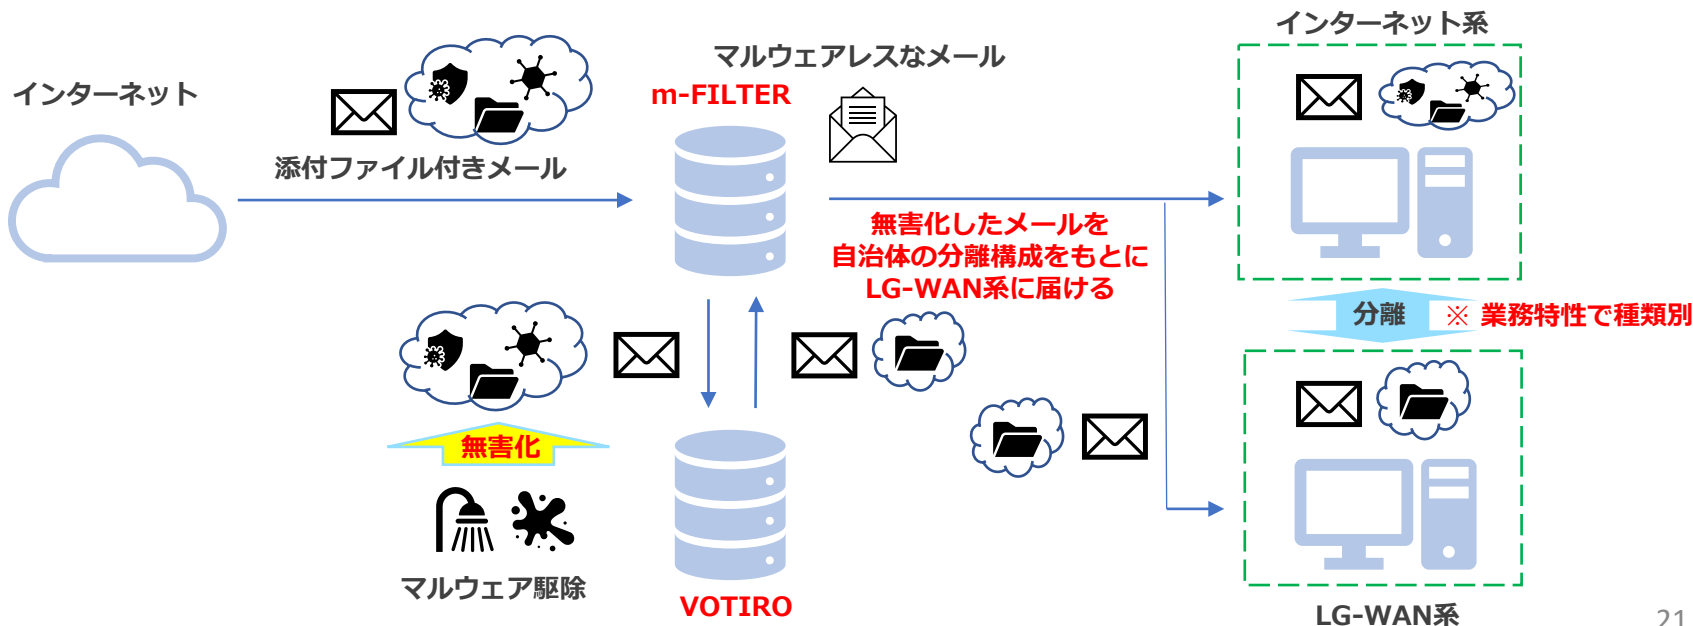 インターネット
添付ファイル付きメール
マルウェアレスなメール
m-FILTER
インターネット系
無害化したメールを
自治体の分離構成をもとに
LG-WAN系に届ける
分離
※ 業務特性で種類別
無害化
マルウェア駆除
VOTIRO
LG-WAN系
21